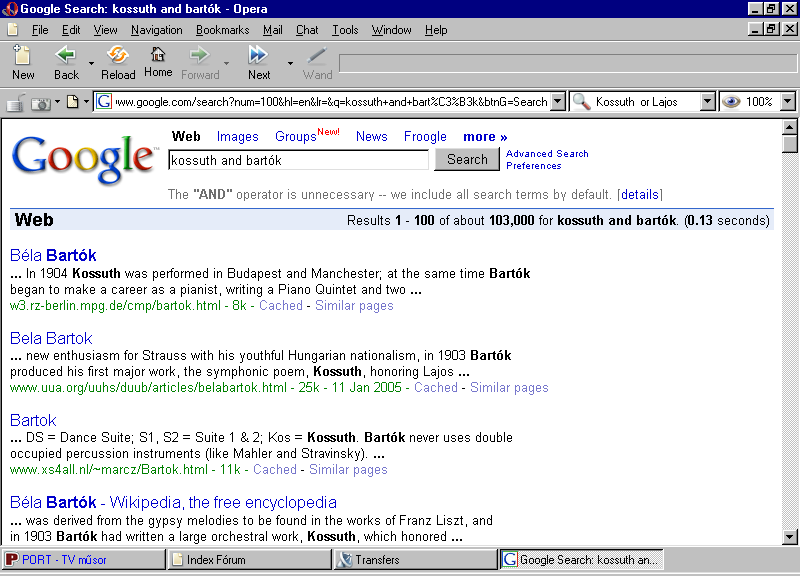 Google Search: kossuth and bartók - Opera
File Edit View Navigation Bookmarks Mail Chat Tools Window Help
New Back Reload Home Forward Next Wand
www.google.com/search?num=100&hl=en&lr=&q=kossuth+and+bart%C3%B3k&btnG=Search Kossuth or Lajos 100%
Google™
Web Images Groups New! News Froogle more »
kossuth and bartók Search Advanced Search
Preferences
The "AND" operator is unnecessary -- we include all search terms by default. [details]
Web Results 1 - 100 of about 103,000 for kossuth and bartók. (0.13 seconds)
Béla Bartók
... In 1904 Kossuth was performed in Budapest and Manchester; at the same time Bartók
began to make a career as a pianist, writing a Piano Quintet and two ...
w3.rz-berlin.mpg.de/cmp/bartok.html - 8k - Cached - Similar pages
Bela Bartok
... new enthusiasm for Strauss with his youthful Hungarian nationalism, in 1903 Bartók
produced his first major work, the symphonic poem, Kossuth, honoring Lajos ...
www.uua.org/uuhs/duub/articles/belabartok.html - 25k - 11 Jan 2005 - Cached - Similar pages
Bartok
... DS = Dance Suite; S1, S2 = Suite 1 & 2; Kos = Kossuth. Bartók never uses double
occupied percussion instruments (like Mahler and Stravinsky). ...
www.xs4all.nl/~marcz/Bartok.html - 11k - Cached - Similar pages
Béla Bartók - Wikipedia, the free encyclopedia
... was derived from the gypsy melodies to be found in the works of Franz Liszt, and
in 1903 Bartók had written a large orchestral work, Kossuth, which honored ...
PORT - TV műsor Index Fórum Transfers Google Search: kossuth an...